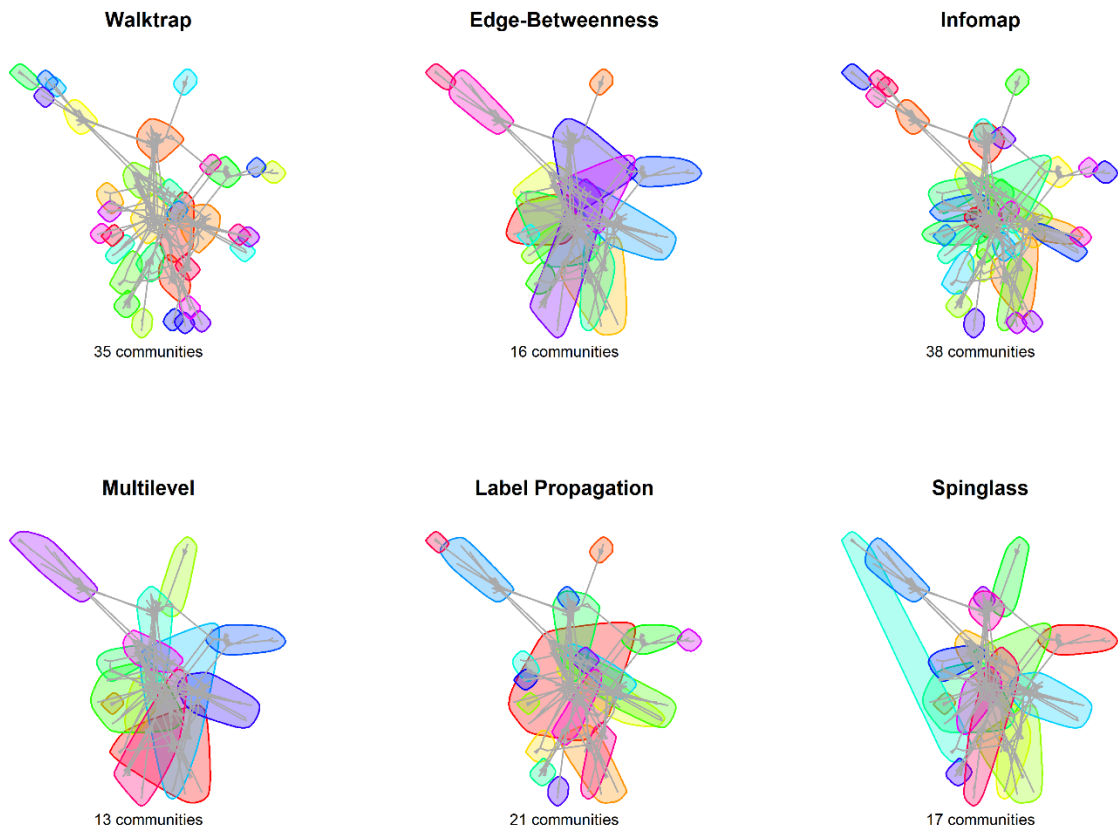 Walktrap
Edge-Betweenness
Infomap
35 communities
16 communities
38 communities
Multilevel
Label Propagation
Spinglass
13 communities
21 communities
17 communities